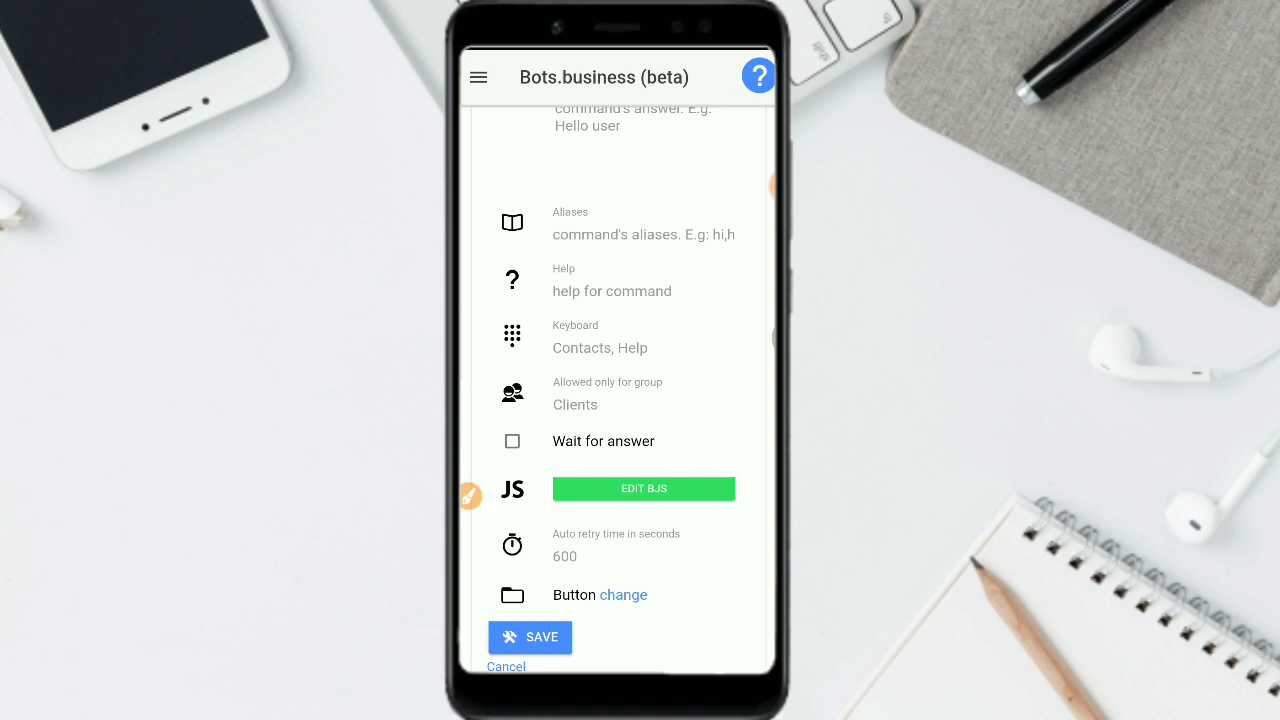 Bots.business (beta)
?
command's answer. E.g:
Hello user
Aliases
command's aliases. E.g: hi,h
?
Help
help for command
Keyboard
Contacts, Help
Allowed only for group
Clients
Wait for answer
JS
EDIT BJS
Auto retry time in seconds
600
Button change
SAVE
Cancel
shift